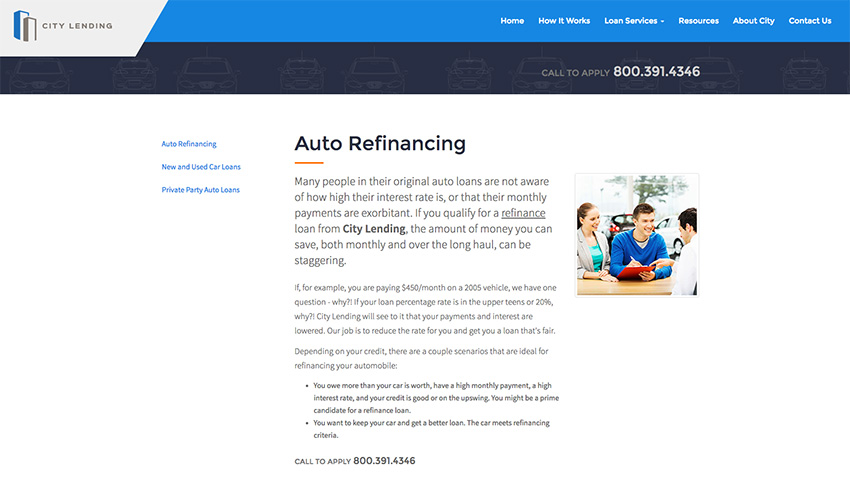 CITY LENDING
Home How It Works Loan Services Resources About City Contact Us
CALL TO APPLY 800.391.4346
Auto Refinancing
New and Used Car Loans
Private Party Auto Loans
Auto Refinancing
Many people in their original auto loans are not aware
of how high their interest rate is, or that their monthly
payments are exorbitant. If you qualify for a refinance
loan from City Lending, the amount of money you can
save, both monthly and over the long haul, can be
staggering.
If, for example, you are paying $450/month on a 2005 vehicle, we have one
question - why?! If your loan percentage rate is in the upper teens or 20%,
why?! City Lending will see to it that your payments and interest are
lowered. Our job is to reduce the rate for you and get you a loan that's fair.
Depending on your credit, there are a couple scenarios that are ideal for
refinancing your automobile:
• You owe more than your car is worth, have a high monthly payment, a high
interest rate, and your credit is good or on the upswing. You might be a prime
candidate for a refinance loan.
• You want to keep your car and get a better loan. The car meets refinancing
criteria.
CALL TO APPLY 800.391.4346